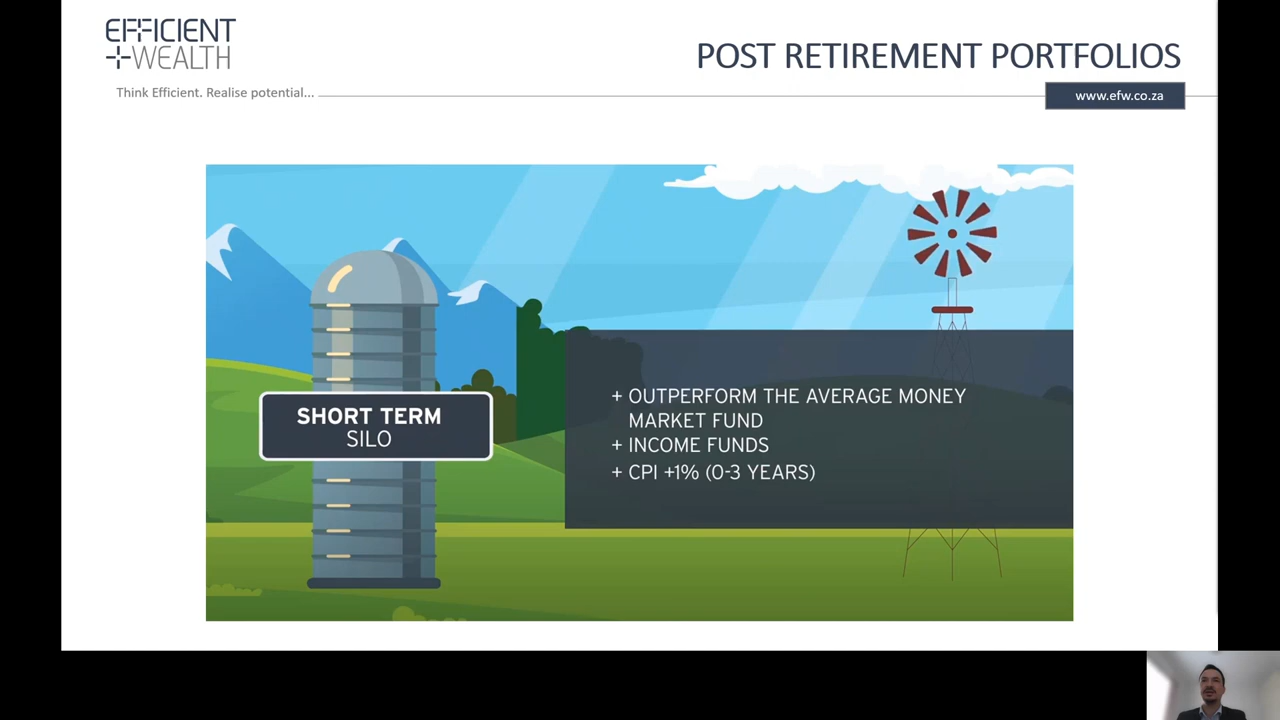 EFFICIENT
WEALTH
POST RETIREMENT PORTFOLIOS
Think Efficient. Realise potential...
www.efw.co.za
SHORT TERM
SILO
+ OUTPERFORM THE AVERAGE MONEY
MARKET FUND
+ INCOME FUNDS
+ CPI +1% (0-3 YEARS)